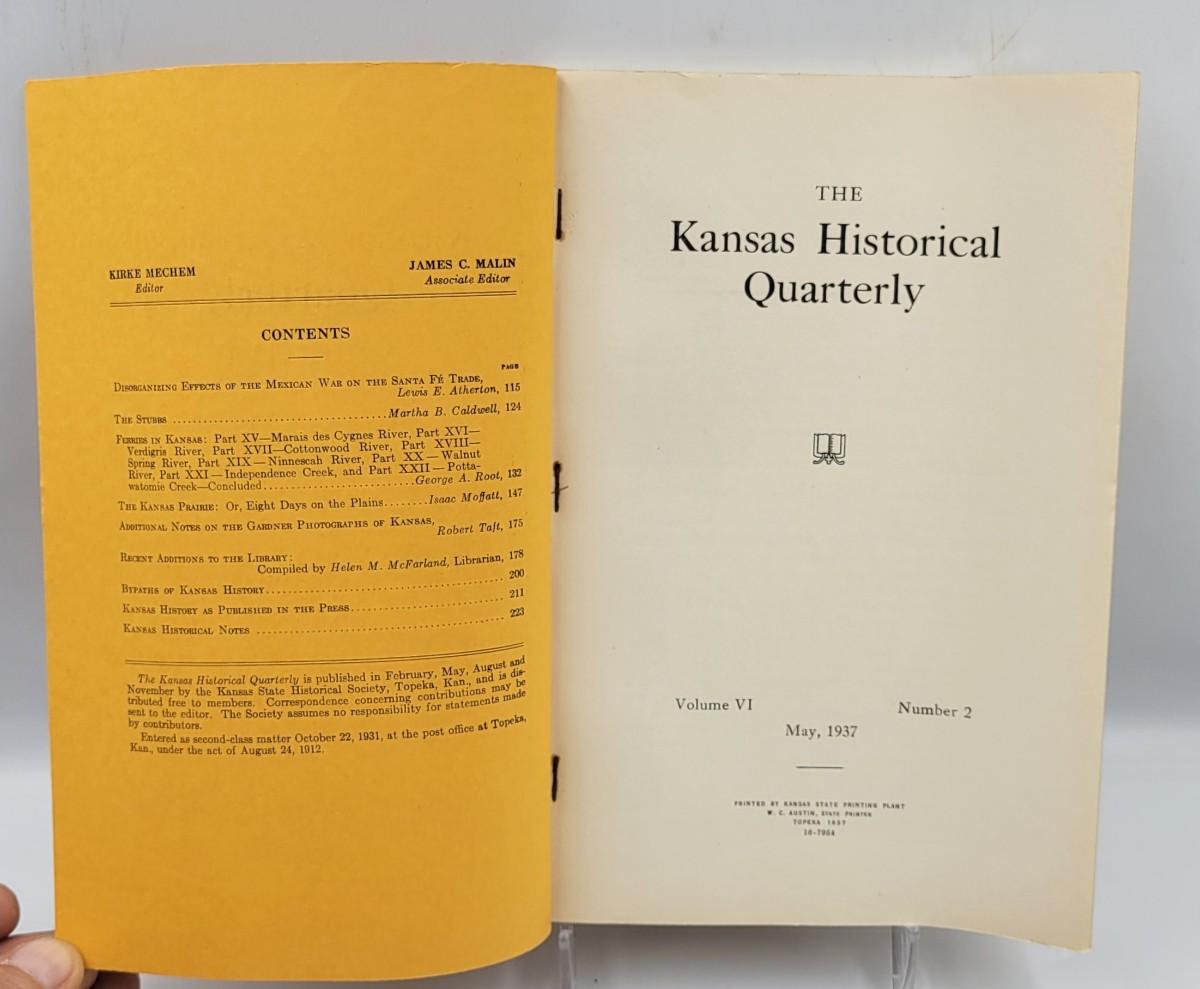 KIRKE MECHEM
Editor
JAMES C. MALIN
Associate Editor
CONTENTS
PAGE
DISORGANIZING EFFECTS OF THE MEXICAN WAR ON THE SANTA FÉ TRADE,
Lewis E. Atherton, 115
THE STUBBS ..................................Martha B. Caldwell, 124
FERRIES IN KANSAS: Part XV—Marais des Cygnes River, Part XVI—
Verdigris River, Part XVII—Cottonwood River, Part XVIII—
Spring River, Part XIX—Ninnescah River, Part XX—Walnut
River, Part XXI—Independence Creek, and Part XXII—Potta-
watomie Creek—Concluded........................George A. Root, 132
THE KANSAS PRAIRIE: Or, Eight Days on the Plains........Isaac Moffatt, 147
ADDITIONAL NOTES ON THE GARDNER PHOTOGRAPHS OF KANSAS,
Robert Taft, 175
RECENT ADDITIONS TO THE LIBRARY:
Compiled by Helen M. McFarland, Librarian, 178
BYPATHS OF KANSAS HISTORY...................................... 200
KANSAS HISTORY AS PUBLISHED IN THE PRESS........................ 211
KANSAS HISTORICAL NOTES ....................................... 223
The Kansas Historical Quarterly is published in February, May, August and
November by the Kansas State Historical Society, Topeka, Kan., and is dis-
tributed free to members. Correspondence concerning contributions may be
sent to the editor. The Society assumes no responsibility for statements made
by contributors.
Entered as second-class matter October 22, 1931, at the post office at Topeka,
Kan., under the act of August 24, 1912.
THE
Kansas Historical
Quarterly
Volume VI
Number 2
May, 1937
PRINTED BY KANSAS STATE PRINTING PLANT
W. C. AUSTIN, STATE PRINTER
TOPEKA 1937
16-7964